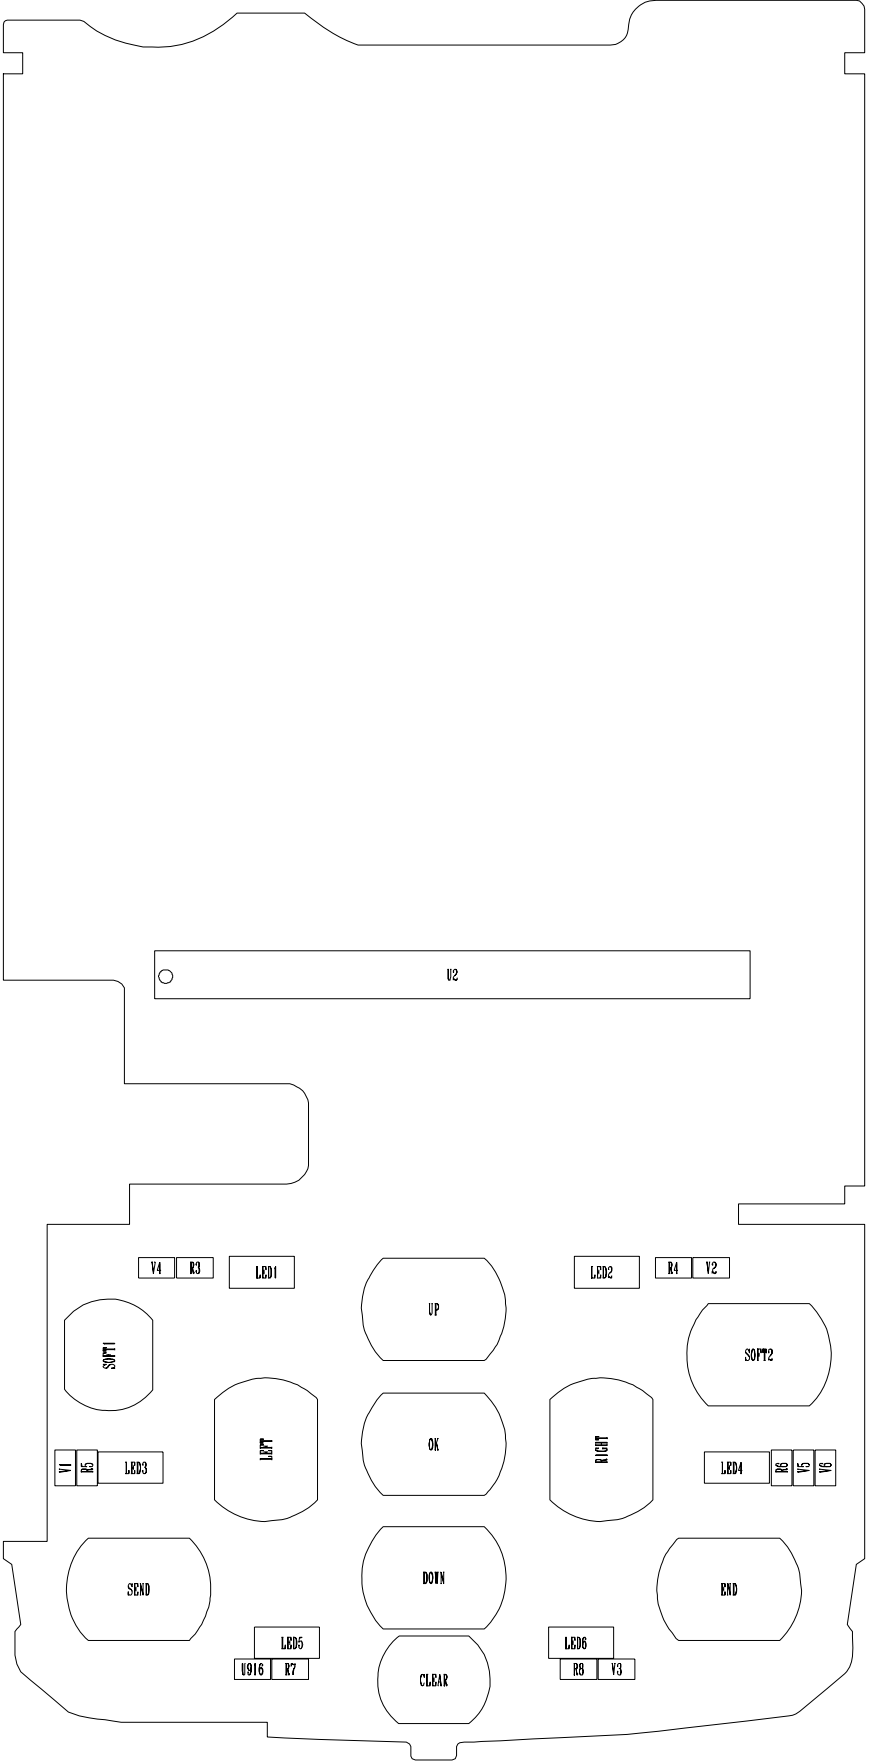 U2
V4 R3 LED1 LED2 R4 V2
UP
SOFT1 SOFT2
LEFT OK RIGHT
V1 R5 LED3 LED4 R6 V5 V6
SEND DOWN END
LED5 LED6
U916 R7 CLEAR R8 V3